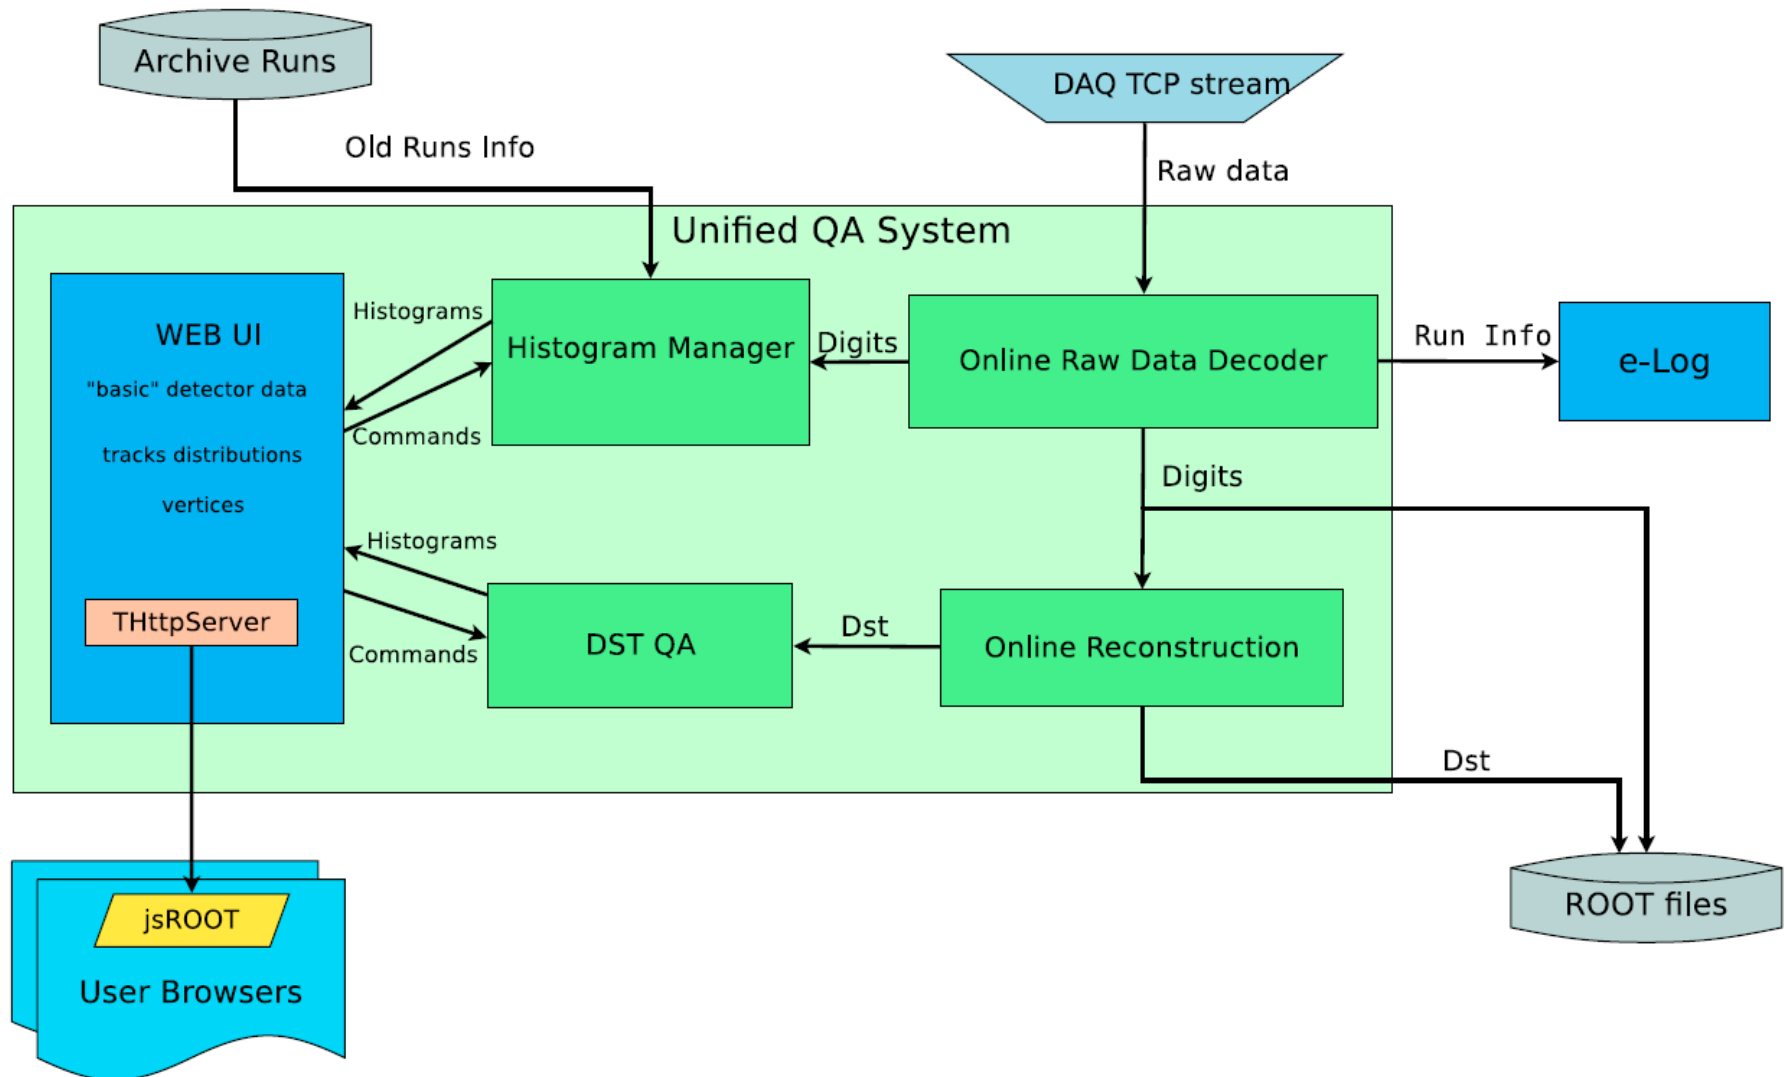 Archive Runs
DAQ TCP stream
Old Runs Info
Raw data
Unified QA System
WEB UI
"basic" detector data
tracks distributions
vertices
THttpServer
Histograms
Commands
Histogram Manager
Digits
Online Raw Data Decoder
Run Info
e-Log
Digits
Histograms
Commands
DST QA
Dst
Online Reconstruction
Dst
ROOT files
jsROOT
User Browsers